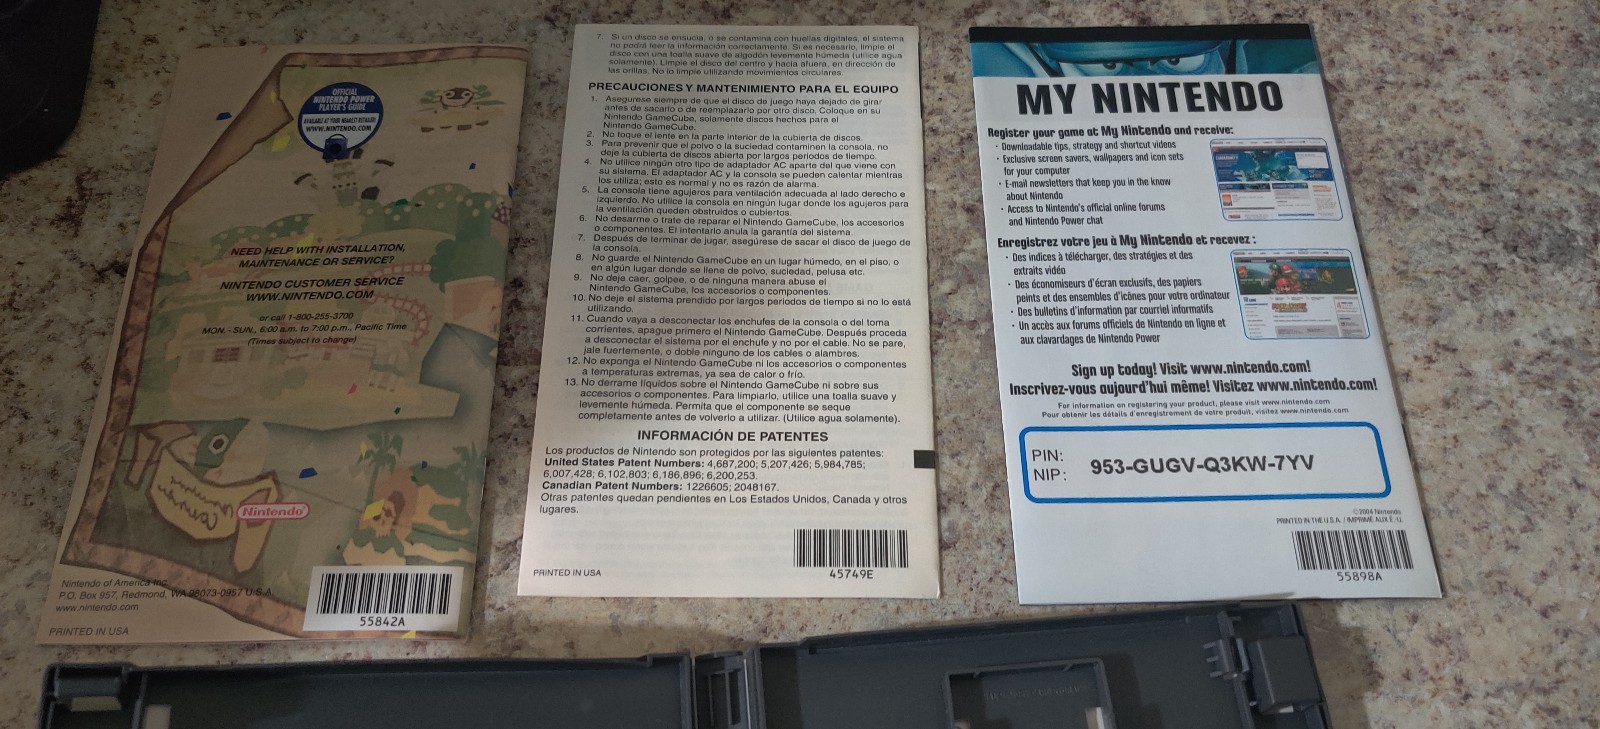 OFFICIAL
NINTENDO POWER
PLAYER'S GUIDE
AVAILABLE AT YOUR NEAREST RETAILER!
WWW.NINTENDO.COM
NEED HELP WITH INSTALLATION,
MAINTENANCE OR SERVICE?
NINTENDO CUSTOMER SERVICE
WWW.NINTENDO.COM
or call 1-800-255-3700
MON. - SUN., 6:00 a.m. to 7:00 p.m., Pacific Time
(Times subject to change)
Nintendo
Nintendo of America Inc.
P.O. Box 957, Redmond, WA 98073-0957 U.S.A.
www.nintendo.com
PRINTED IN USA
55842A
7. Si un disco se ensucia, o se contamina con huellas digitales, el sistema
no podrá leer la información correctamente. Si es necesario, limpie el
disco con una toalla suave de algodón levemente húmeda (utilice agua
solamente). Limpie el disco del centro y hacia afuera, en dirección de
las orillas. No lo limpie utilizando movimientos circulares.
PRECAUCIONES Y MANTENIMIENTO PARA EL EQUIPO
1. Asegurese siempre de que el disco de juego haya dejado de girar
antes de sacarlo o de reemplazarlo por otro disco. Coloque en su
Nintendo GameCube, solamente discos hechos para el
Nintendo GameCube.
2. No toque el lente en la parte interior de la cubierta de discos.
3. Para prevenir que el polvo o la suciedad contaminen la consola, no
deje la cubierta de discos abierta por largos periodos de tiempo.
4. No utilice ningún otro tipo de adaptador AC aparte del que viene con
su sistema. El adaptador AC y la consola se pueden calentar mientras
los utiliza; esto es normal y no es razón de alarma.
5. La consola tiene agujeros para ventilación adecuada al lado derecho e
izquierdo. No utilice la consola en ningún lugar donde los agujeros para
la ventilación queden obstruidos o cubiertos.
6. No desarme o trate de reparar el Nintendo GameCube, los accesorios
o componentes. El intentarlo anula la garantía del sistema.
7. Después de terminar de jugar, asegúrese de sacar el disco de juego de
la consola.
8. No guarde el Nintendo GameCube en un lugar húmedo, en el piso, o
en algún lugar donde se llene de polvo, suciedad, pelusa etc.
9. No deje caer, golpee, o de ninguna manera abuse el
Nintendo GameCube, los accesorios o componentes.
10. No deje el sistema prendido por largos periodos de tiempo si no lo está
utilizando.
11. Cuando vaya a desconectar los enchufes de la consola o del toma
corrientes, apague primero el Nintendo GameCube. Después proceda
a desconectar el sistema por el enchufe y no por el cable. No se pare,
jale fuertemente, o doble ninguno de los cables o alambres.
12. No exponga el Nintendo GameCube ni los accesorios o componentes
a temperaturas extremas, ya sea de calor o frío.
13. No derrame líquidos sobre el Nintendo GameCube ni sobre sus
accesorios o componentes. Para limpiarlo, utilice una toalla suave y
levemente húmeda. Permita que el componente se seque
completamente antes de volverlo a utilizar. (Utilice agua solamente).
INFORMACIÓN DE PATENTES
Los productos de Nintendo son protegidos por las siguientes patentes:
United States Patent Numbers: 4,687,200; 5,207,426; 5,984,785;
6,007,428; 6,102,803; 6,186,896; 6,200,253.
Canadian Patent Numbers: 1226605; 2048167.
Otras patentes quedan pendientes en Los Estados Unidos, Canada y otros
lugares.
PRINTED IN USA
45749E
MY NINTENDO
Register your game at My Nintendo and receive:
· Downloadable tips, strategy and shortcut videos
· Exclusive screen savers, wallpapers and icon sets
for your computer
· E-mail newsletters that keep you in the know
about Nintendo
· Access to Nintendo's official online forums
and Nintendo Power chat
Enregistrez votre jeu à My Nintendo et recevez :
· Des indices à télécharger, des stratégies et des
extraits vidéo
· Des économiseurs d'écran exclusifs, des papiers
peints et des ensembles d'icônes pour votre ordinateur
· Des bulletins d'information par courriel informatifs
· Un accès aux forums officiels de Nintendo en ligne et
aux clavardages de Nintendo Power
Sign up today! Visit www.nintendo.com!
Inscrivez-vous aujourd'hui même! Visitez www.nintendo.com!
For information on registering your product, please visit www.nintendo.com
Pour obtenir les détails d'enregistrement de votre produit, visitez www.nintendo.com
PIN:
NIP:
953-GUGV-Q3KW-7YV
©2004 Nintendo
PRINTED IN THE U.S.A. / IMPRIMÉ AUX É.-U.
55898A